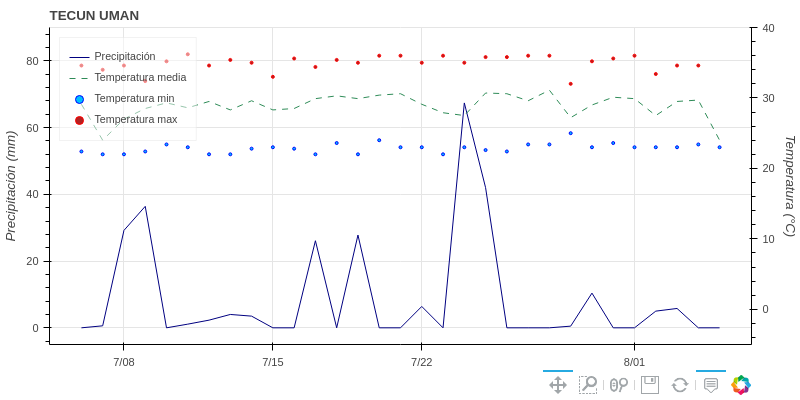 TECUN UMAN
Precipitación
Temperatura media
Temperatura min
Temperatura max
Precipitación (mm)
80
60
40
20
0
Temperatura (°C)
40
30
20
10
0
7/08
7/15
7/22
8/01